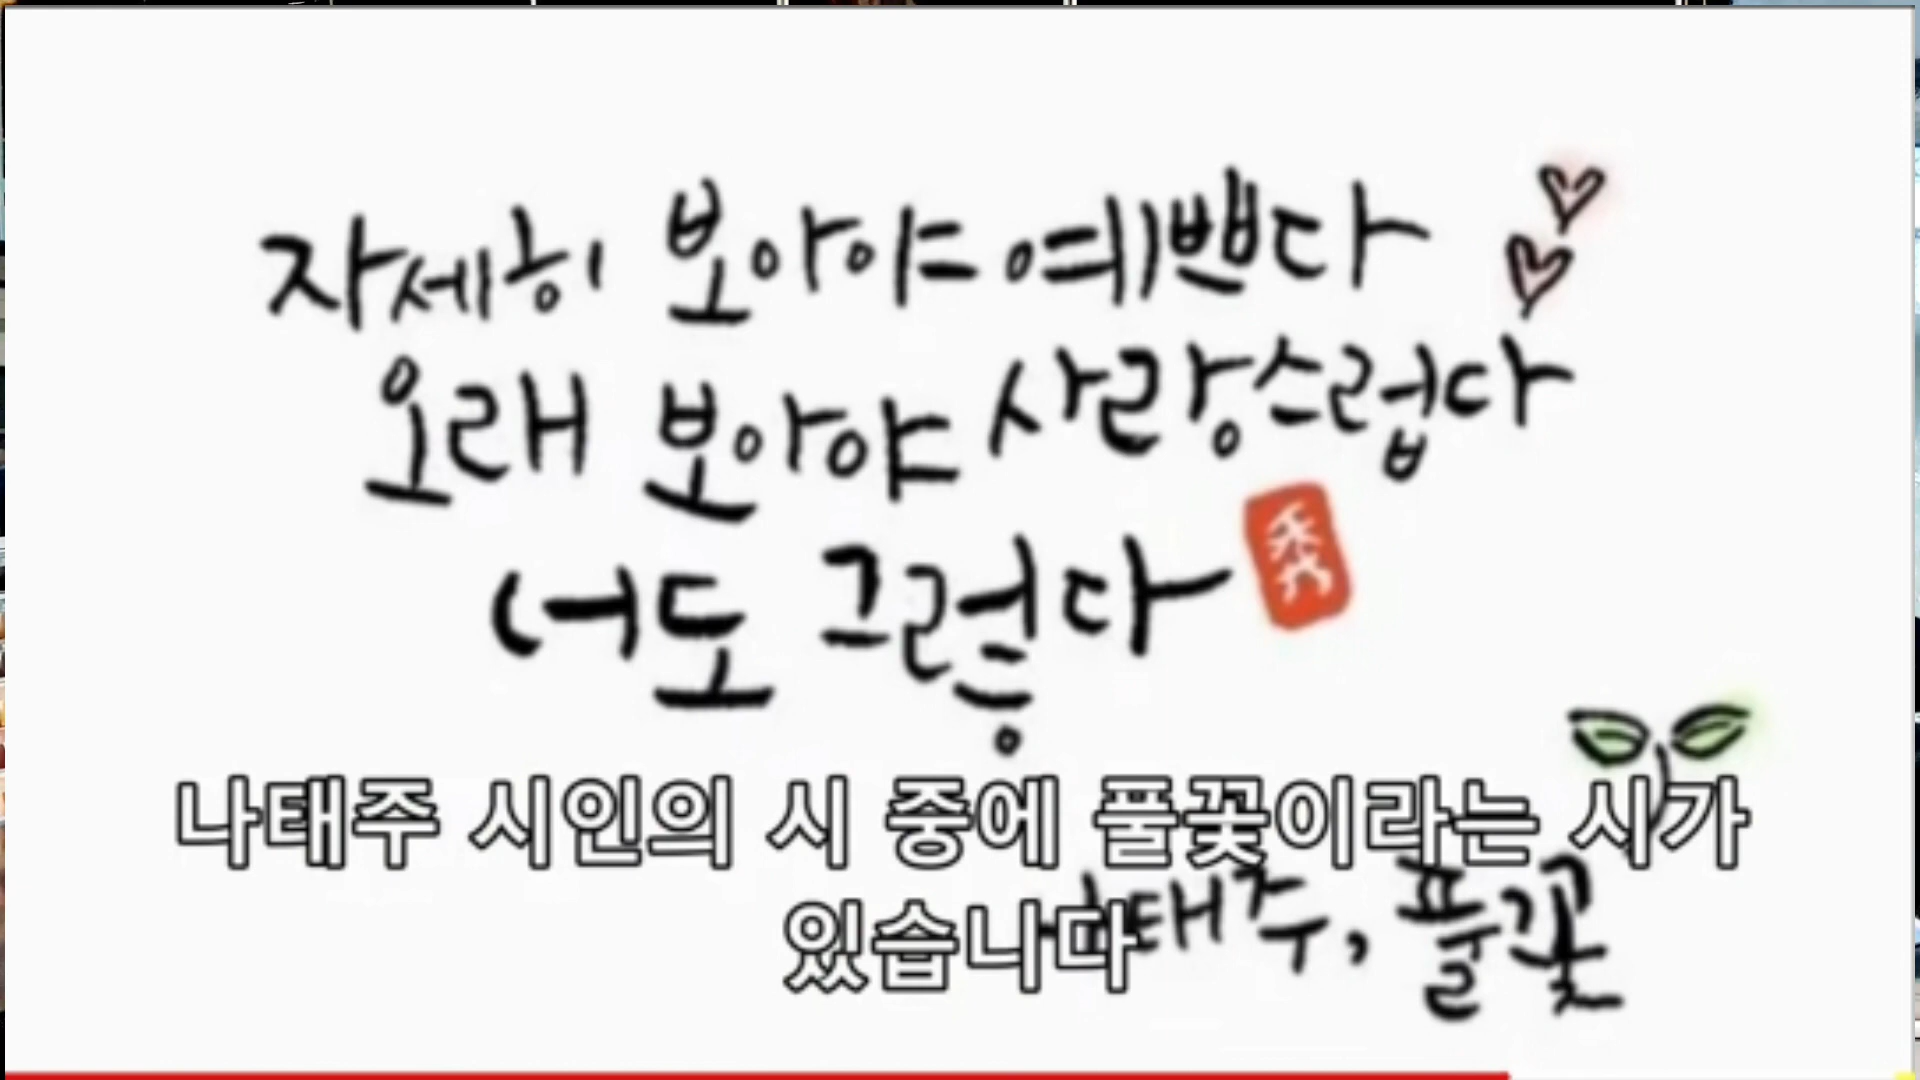 자세히 보아야 예쁘다
오래 보아야 사랑스럽다
너도 그렇다
秀
나태주 시인의 시 중에 풀꽃이라는 시가
있습니다
태주, 풀꽃